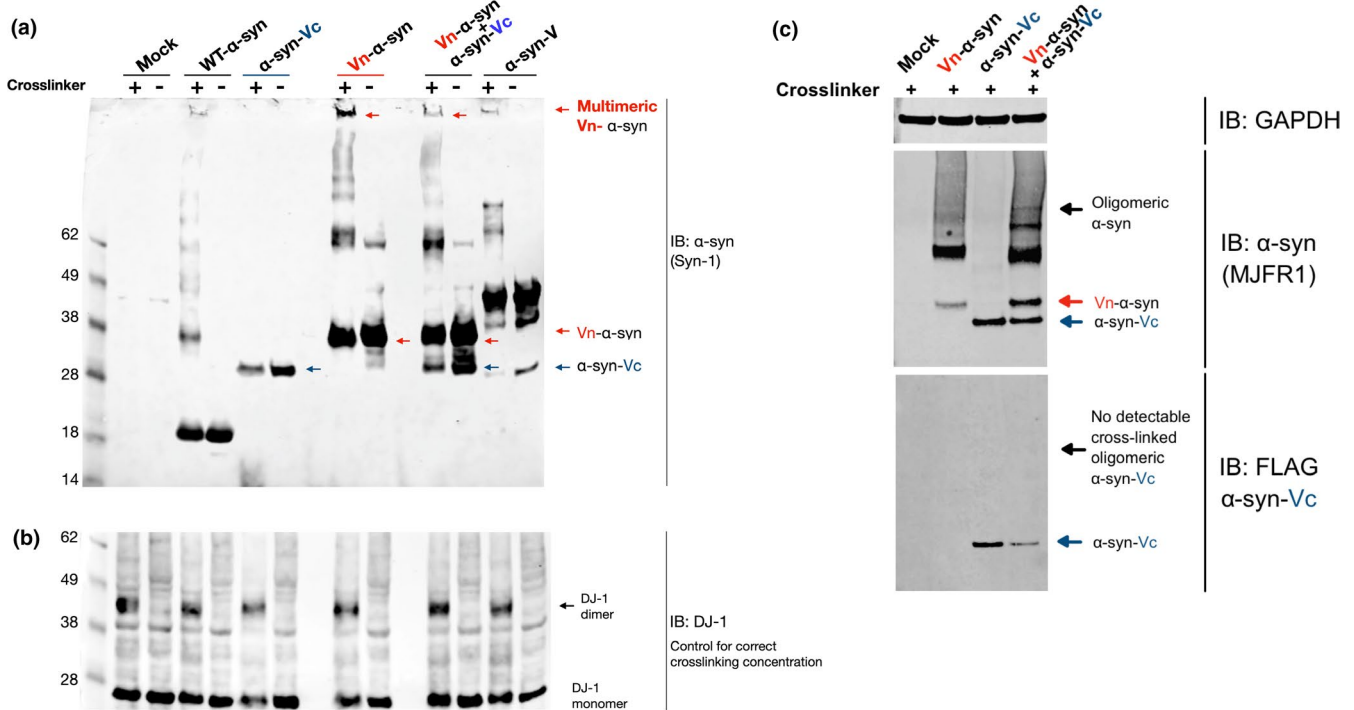 (a)
Mock
WT-α-syn
α-syn-Vc
Vn-α-syn
Vn-α-syn
+
α-syn-Vc
α-syn-V
Crosslinker
+ - + - + - + - + - + -
Multimeric
Vn- α-syn
62
49
38
28
18
14
IB: α-syn
(Syn-1)
Vn-α-syn
α-syn-Vc
(b)
62
49
38
28
DJ-1
dimer
DJ-1
monomer
IB: DJ-1
Control for correct
crosslinking concentration
(c)
Mock
Vn-α-syn
α-syn-Vc
Vn-α-syn
+ α-syn-Vc
Crosslinker
+ + + +
IB: GAPDH
Oligomeric
α-syn
IB: α-syn
(MJFR1)
Vn-α-syn
α-syn-Vc
No detectable
cross-linked
oligomeric
α-syn-Vc
IB: FLAG
α-syn-Vc
α-syn-Vc